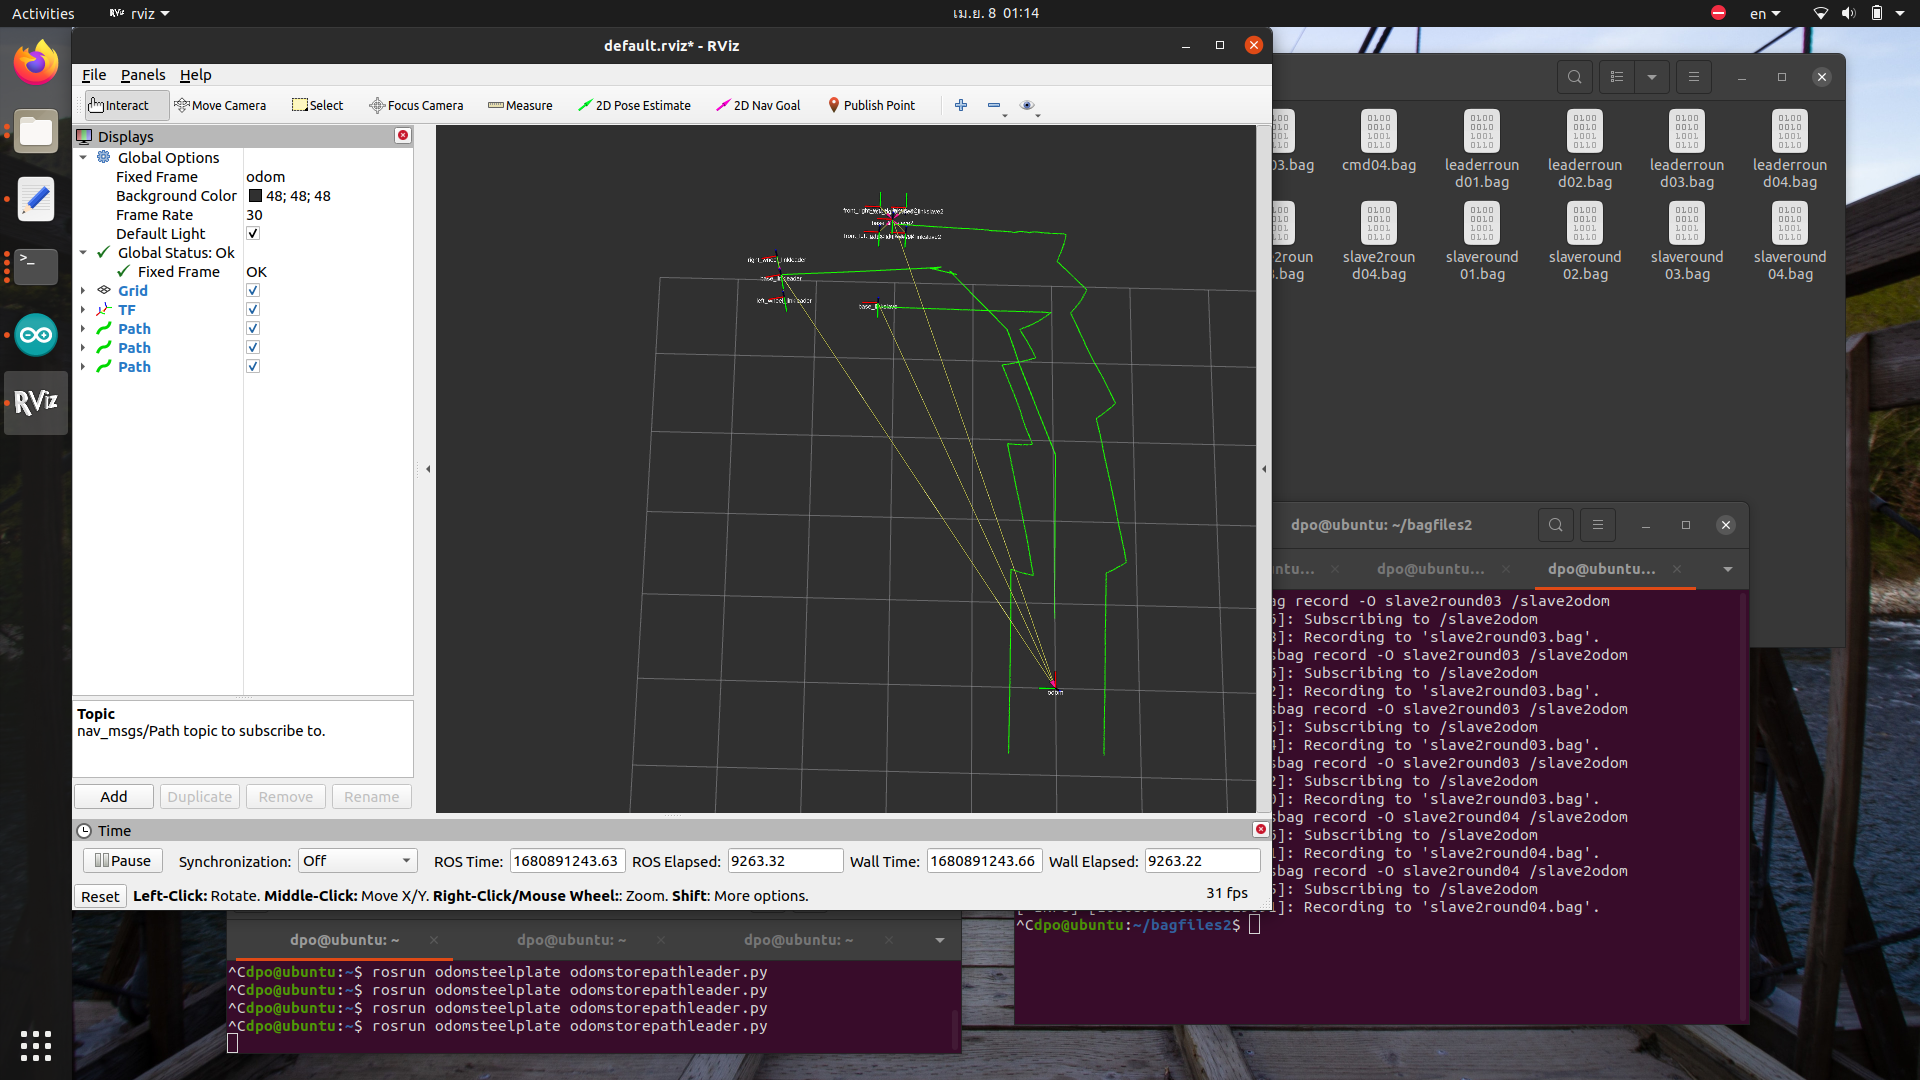 Activities
RViz rviz
เม.ย. 8 01:14
en
default.rviz* - RViz
File Panels Help
Interact Move Camera Select Focus Camera Measure 2D Pose Estimate 2D Nav Goal Publish Point
Displays
Global Options
Fixed Frame odom
Background Color 48; 48; 48
Frame Rate 30
Default Light
Global Status: Ok
Fixed Frame OK
Grid
TF
Path
Path
Path
Topic
nav_msgs/Path topic to subscribe to.
Add Duplicate Remove Rename
right_wheel_linkleader
base_linkleader
left_wheel_linkleader
base_linkslave
odom
Time
Pause Synchronization: Off ROS Time: 1680891243.63 ROS Elapsed: 9263.32 Wall Time: 1680891243.66 Wall Elapsed: 9263.22
Reset Left-Click: Rotate. Middle-Click: Move X/Y. Right-Click/Mouse Wheel:: Zoom. Shift: More options. 31 fps
RViz
03.bag
cmd04.bag
leaderround01.bag
leaderround02.bag
leaderround03.bag
leaderround04.bag
e2roun
.bag
slave2round04.bag
slaveround01.bag
slaveround02.bag
slaveround03.bag
slaveround04.bag
dpo@ubuntu: ~/bagfiles2
ntu... dpo@ubuntu... dpo@ubuntu...
ag record -O slave2round03 /slave2odom
]: Subscribing to /slave2odom
]: Recording to 'slave2round03.bag'.
sbag record -O slave2round03 /slave2odom
]: Subscribing to /slave2odom
2]: Recording to 'slave2round03.bag'.
sbag record -O slave2round03 /slave2odom
]: Subscribing to /slave2odom
4]: Recording to 'slave2round03.bag'.
sbag record -O slave2round03 /slave2odom
2]: Subscribing to /slave2odom
]: Recording to 'slave2round03.bag'.
sbag record -O slave2round04 /slave2odom
]: Subscribing to /slave2odom
1]: Recording to 'slave2round04.bag'.
sbag record -O slave2round04 /slave2odom
]: Subscribing to /slave2odom
1]: Recording to 'slave2round04.bag'.
^Cdpo@ubuntu:~/bagfiles2$
dpo@ubuntu: ~ dpo@ubuntu: ~ dpo@ubuntu: ~
^Cdpo@ubuntu:~$ rosrun odomsteelplate odomstorepathleader.py
^Cdpo@ubuntu:~$ rosrun odomsteelplate odomstorepathleader.py
^Cdpo@ubuntu:~$ rosrun odomsteelplate odomstorepathleader.py
^Cdpo@ubuntu:~$ rosrun odomsteelplate odomstorepathleader.py